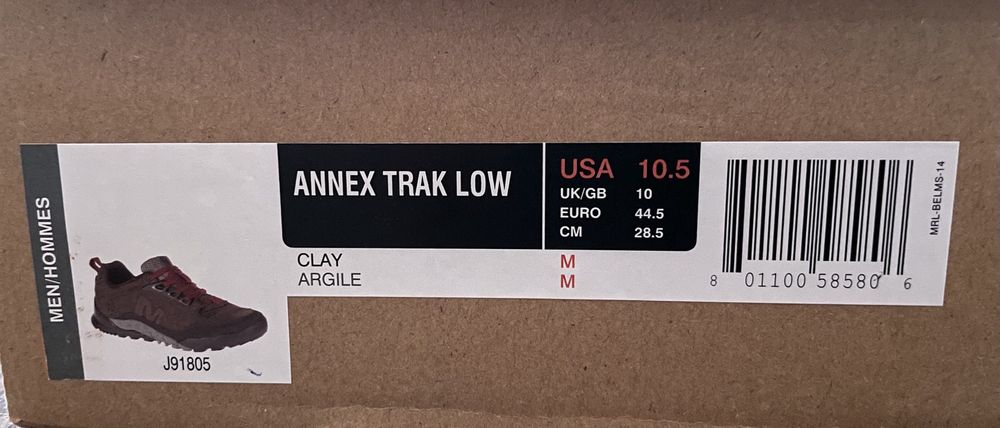 MEN/HOMMES
J91805
ANNEX TRAK LOW
CLAY
ARGILE
USA 10.5
UK/GB 10
EURO 44.5
CM 28.5
M
M
8 01100 58580 6
MRL-BELMS-14